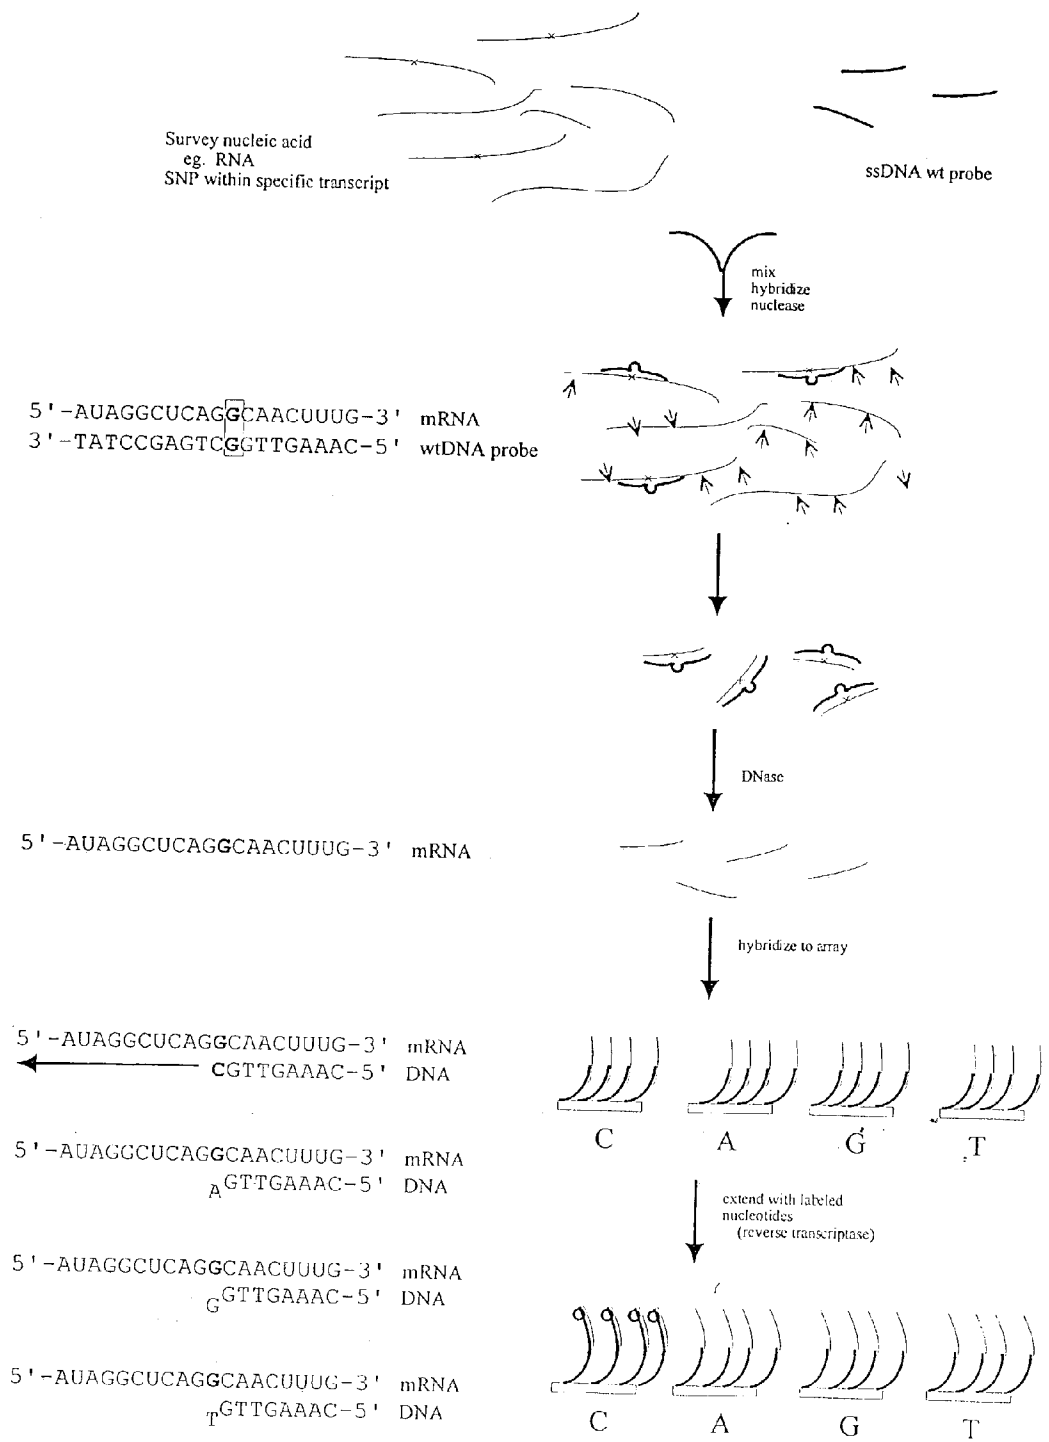 Survey nucleic acid
eg. RNA
SNP within specific transcript
ssDNA wt probe
mix
hybridize
nuclease
5'-AUAGGCUCAGGCAACUUUG-3' mRNA
3'-TATCCGAGTCGGTTGAAAC-5' wtDNA probe
DNase
5'-AUAGGCUCAGGCAACUUUG-3' mRNA
hybridize to array
5'-AUAGGCUCAGGCAACUUUG-3' mRNA
CGTTGAAAC-5' DNA
C A G T
5'-AUAGGCUCAGGCAACUUUG-3' mRNA
AGTTGAAAC-5' DNA
extend with labeled
nucleotides
(reverse transcriptase)
5'-AUAGGCUCAGGCAACUUUG-3' mRNA
GGTTGAAAC-5' DNA
5'-AUAGGCUCAGGCAACUUUG-3' mRNA
TGTTGAAAC-5' DNA
C A G T